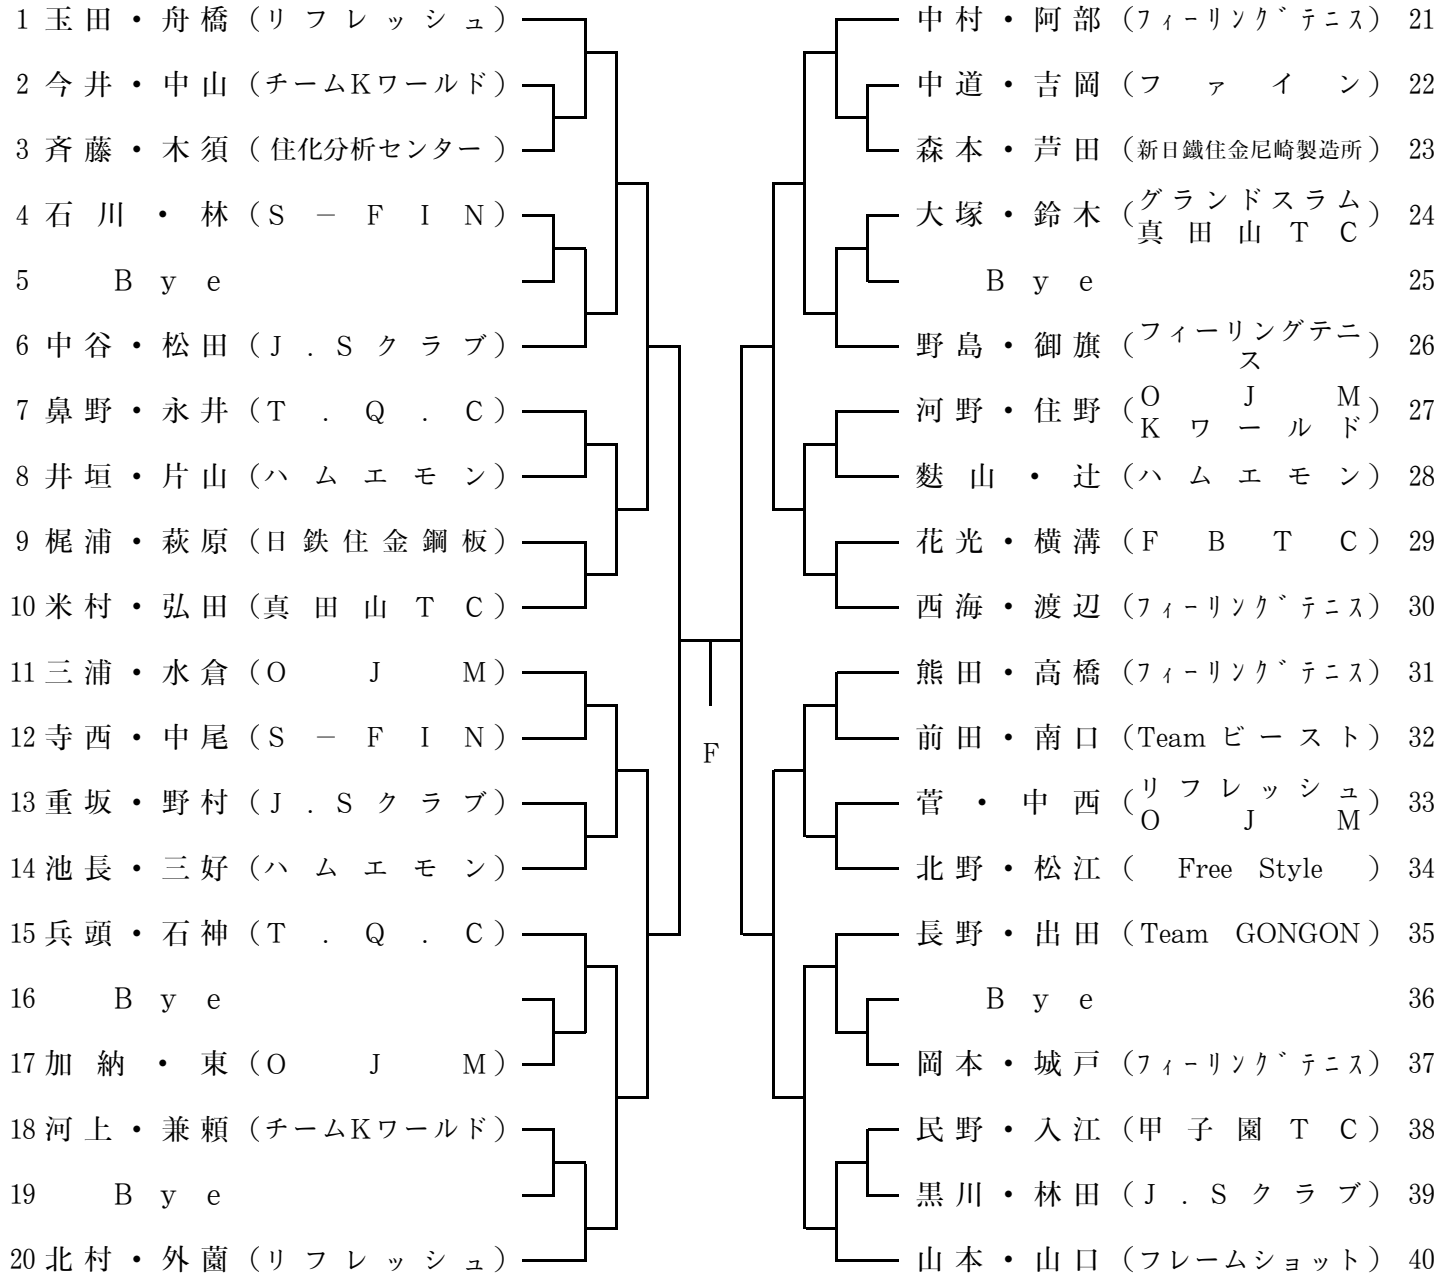 1 玉田・舟橋 (リフレッシュ)
2 今井・中山 (チームKワールド)
3 斉藤・木須 (住化分析センター)
4 石川・林 (S－FIN)
5 Bye
6 中谷・松田 (J.Sクラブ)
7 鼻野・永井 (T.Q.C)
8 井垣・片山 (ハムエモン)
9 梶浦・萩原 (日鉄住金鋼板)
10 米村・弘田 (真田山TC)
11 三浦・水倉 (OJM)
12 寺西・中尾 (S－FIN)
13 重坂・野村 (J.Sクラブ)
14 池長・三好 (ハムエモン)
15 兵頭・石神 (T.Q.C)
16 Bye
17 加納・東 (OJM)
18 河上・兼頼 (チームKワールド)
19 Bye
20 北村・外薗 (リフレッシュ)
F
中村・阿部 (フィーリングテニス) 21
中道・吉岡 (ファイン) 22
森本・芦田 (新日鐵住金尼崎製造所) 23
大塚・鈴木 (グランドスラム
真田山TC) 24
Bye 25
野島・御旗 (フィーリングテニ
ス) 26
河野・住野 (OJM
Kワールド) 27
麩山・辻 (ハムエモン) 28
花光・横溝 (FBTC) 29
西海・渡辺 (フィーリングテニス) 30
熊田・高橋 (フィーリングテニス) 31
前田・南口 (Teamビースト) 32
菅・中西 (リフレッシュ
OJM) 33
北野・松江 (Free Style) 34
長野・出田 (Team GONGON) 35
Bye 36
岡本・城戸 (フィーリングテニス) 37
民野・入江 (甲子園TC) 38
黒川・林田 (J.Sクラブ) 39
山本・山口 (フレームショット) 40